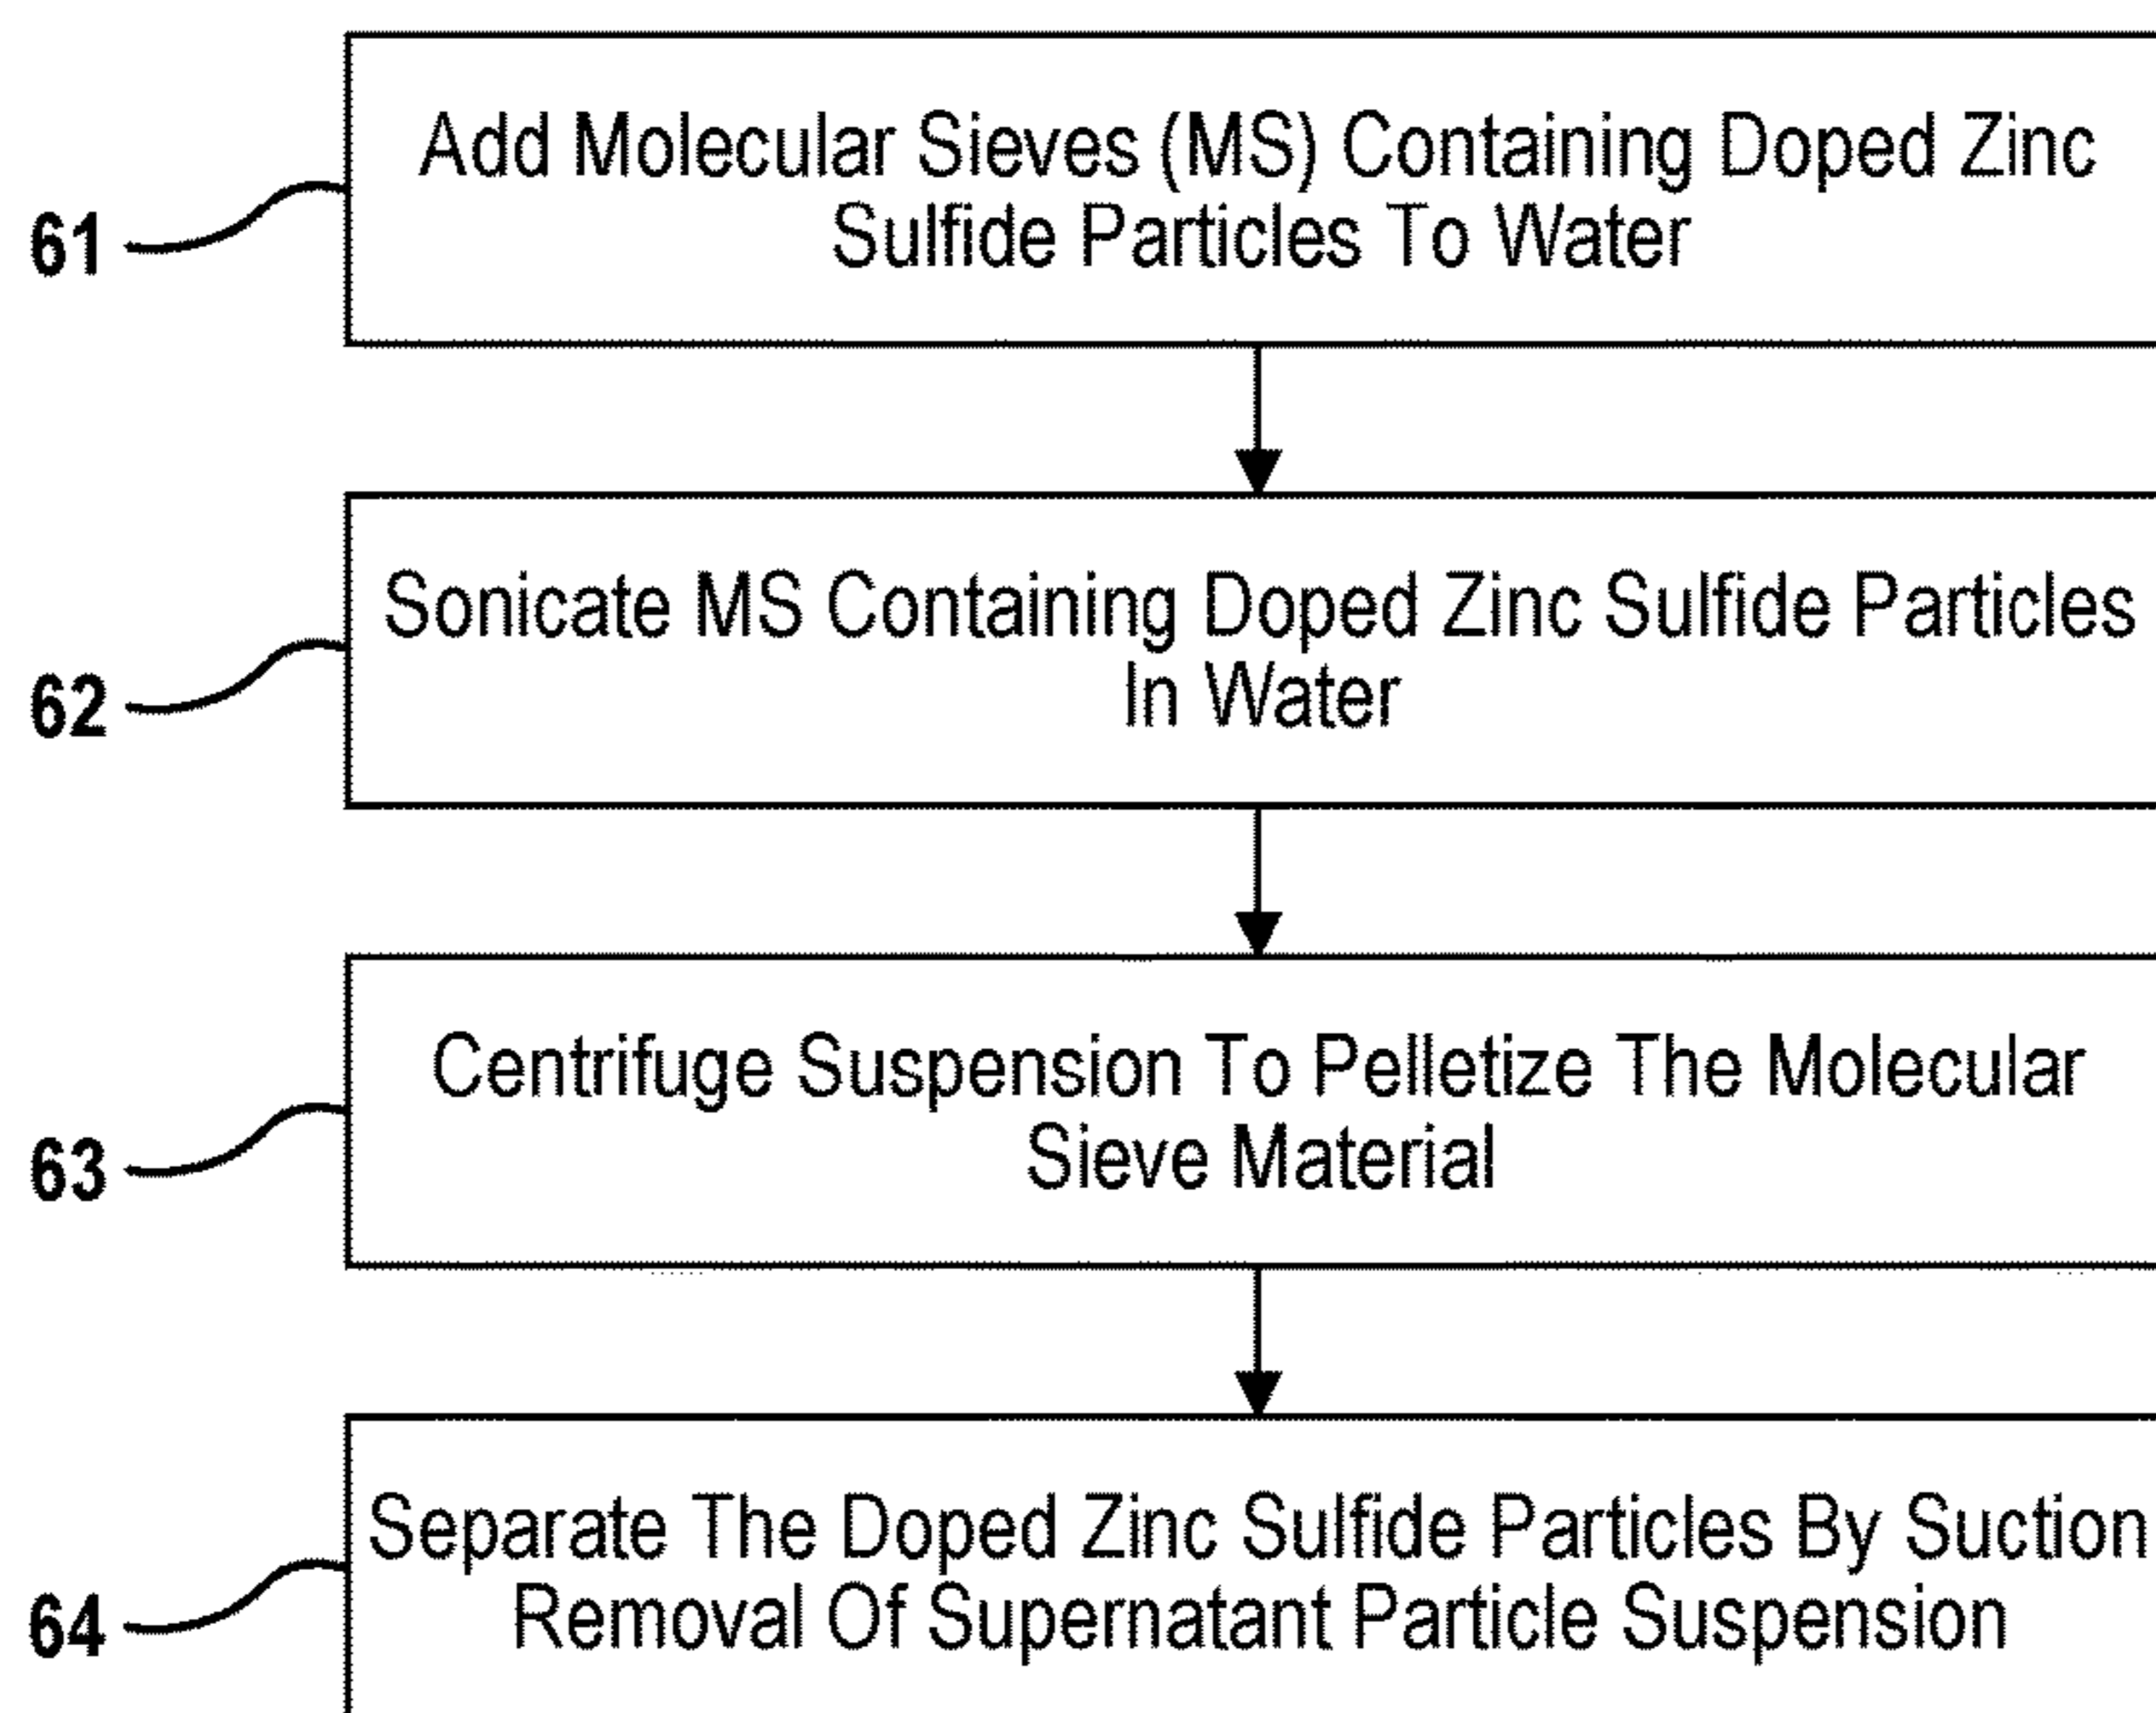 Add Molecular Sieves (MS) Containing Doped Zinc
Sulfide Particles To Water
61
Sonicate MS Containing Doped Zinc Sulfide Particles
In Water
62
Centrifuge Suspension To Pelletize The Molecular
Sieve Material
63
Separate The Doped Zinc Sulfide Particles By Suction
Removal Of Supernatant Particle Suspension
64